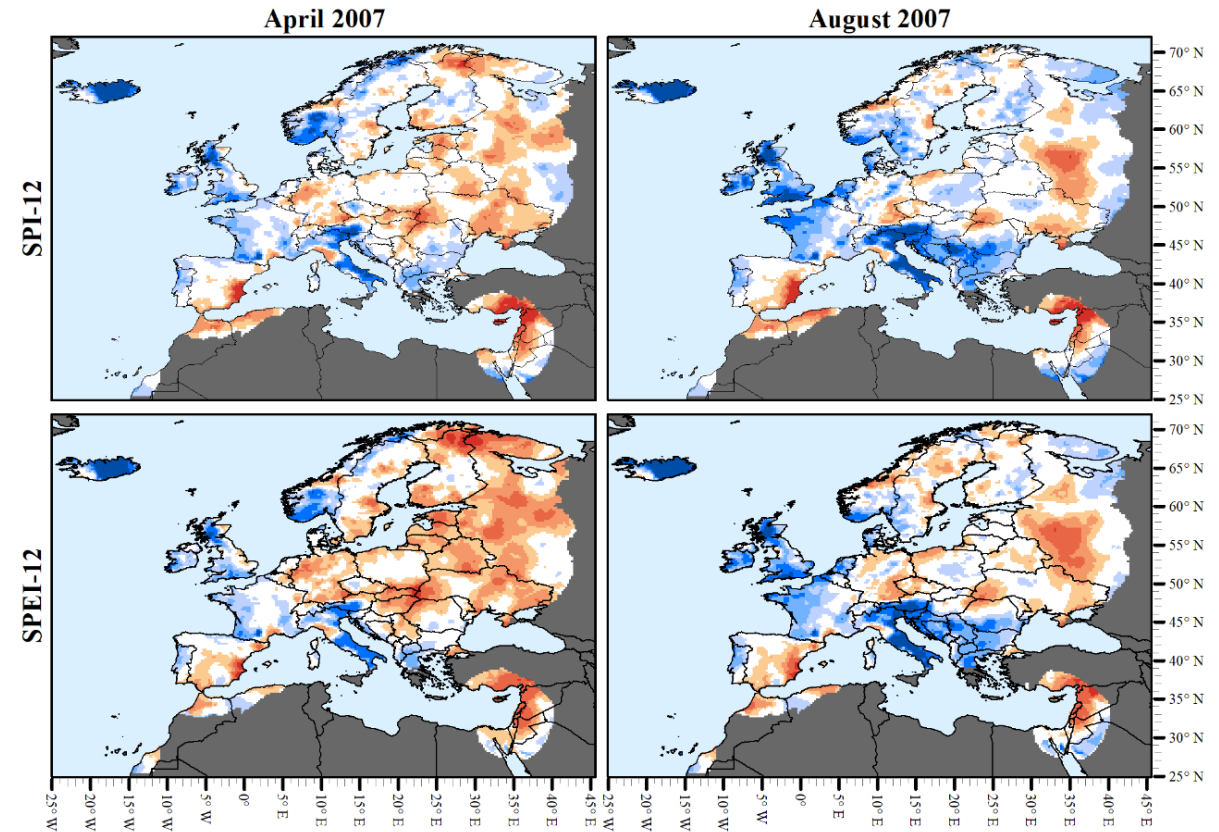 April 2007
August 2007
SPI-12
70° N
65° N
60° N
55° N
50° N
45° N
40° N
35° N
30° N
25° N
SPEI-12
70° N
65° N
60° N
55° N
50° N
45° N
40° N
35° N
30° N
25° N
25° W
20° W
15° W
10° W
5° W
0°
5° E
10° E
15° E
20° E
25° E
30° E
35° E
40° E
45° E
25° W
20° W
15° W
10° W
5° W
0°
5° E
10° E
15° E
20° E
25° E
30° E
35° E
40° E
45° E